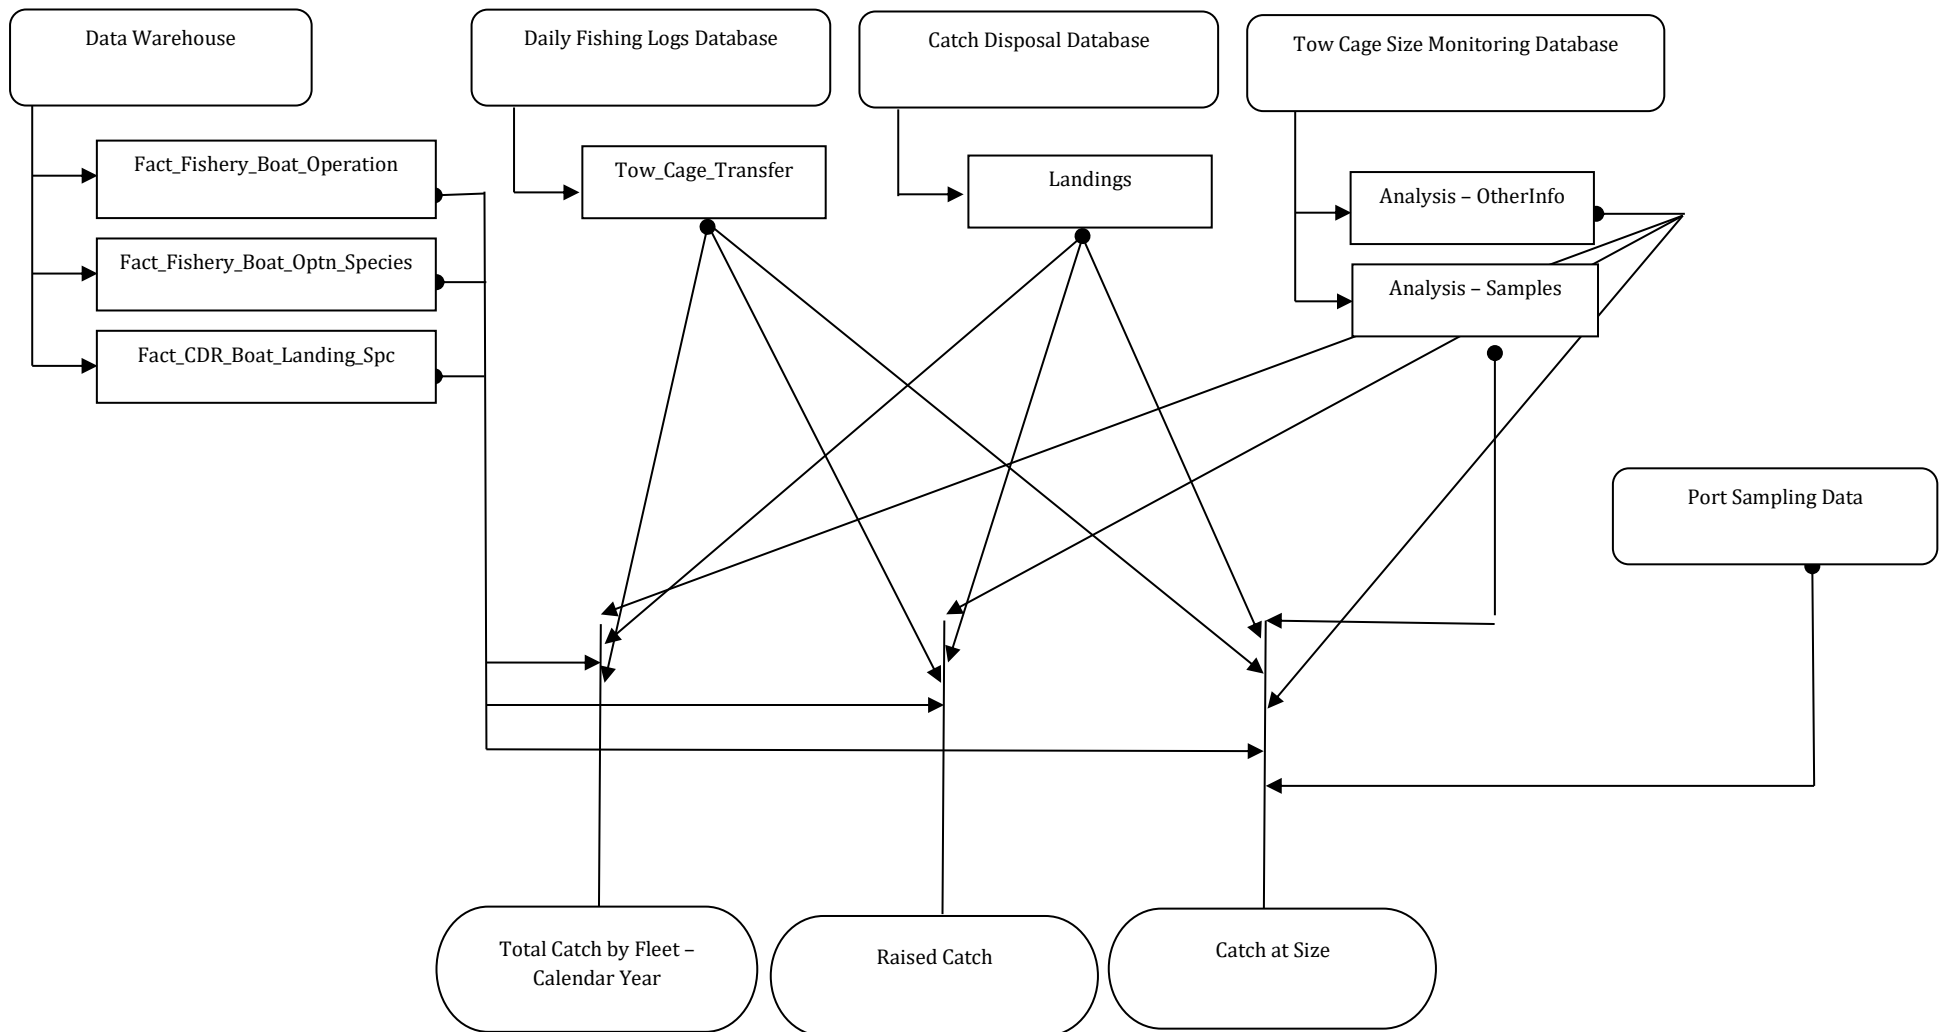 Data Warehouse
Daily Fishing Logs Database
Catch Disposal Database
Tow Cage Size Monitoring Database
Fact_Fishery_Boat_Operation
Tow_Cage_Transfer
Landings
Analysis – OtherInfo
Fact_Fishery_Boat_Optn_Species
Analysis – Samples
Fact_CDR_Boat_Landing_Spc
Port Sampling Data
Total Catch by Fleet –
Calendar Year
Raised Catch
Catch at Size